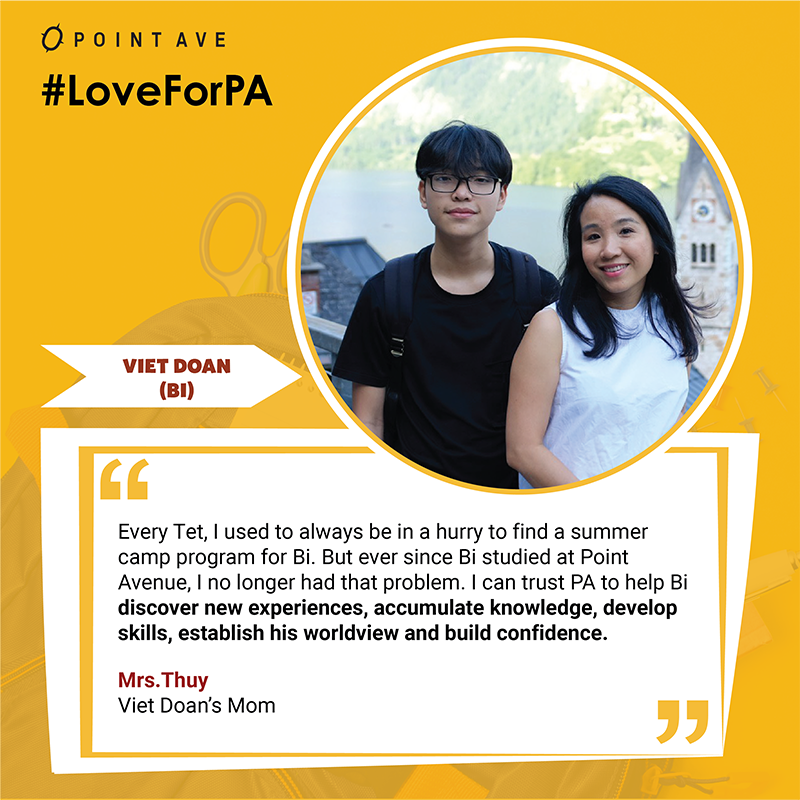 POINT AVE
#LoveForPA
VIET DOAN
(BI)
“
Every Tet, I used to always be in a hurry to find a summer
camp program for Bi. But ever since Bi studied at Point
Avenue, I no longer had that problem. I can trust PA to help Bi
discover new experiences, accumulate knowledge, develop
skills, establish his worldview and build confidence.
Mrs.Thuy
Viet Doan’s Mom
”